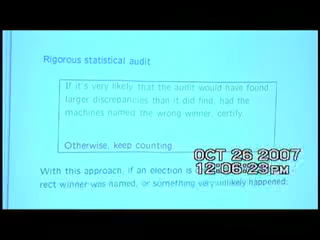 Rigorous statistical audit
If it's very likely that the audit would have found
larger discrepancies than it did find, had the
machines named the wrong winner, certify.
Otherwise, keep counting.
OCT 26 2007
12:06:23 PM
With this approach, if an election is
rect winner was named, or something very unlikely happened: